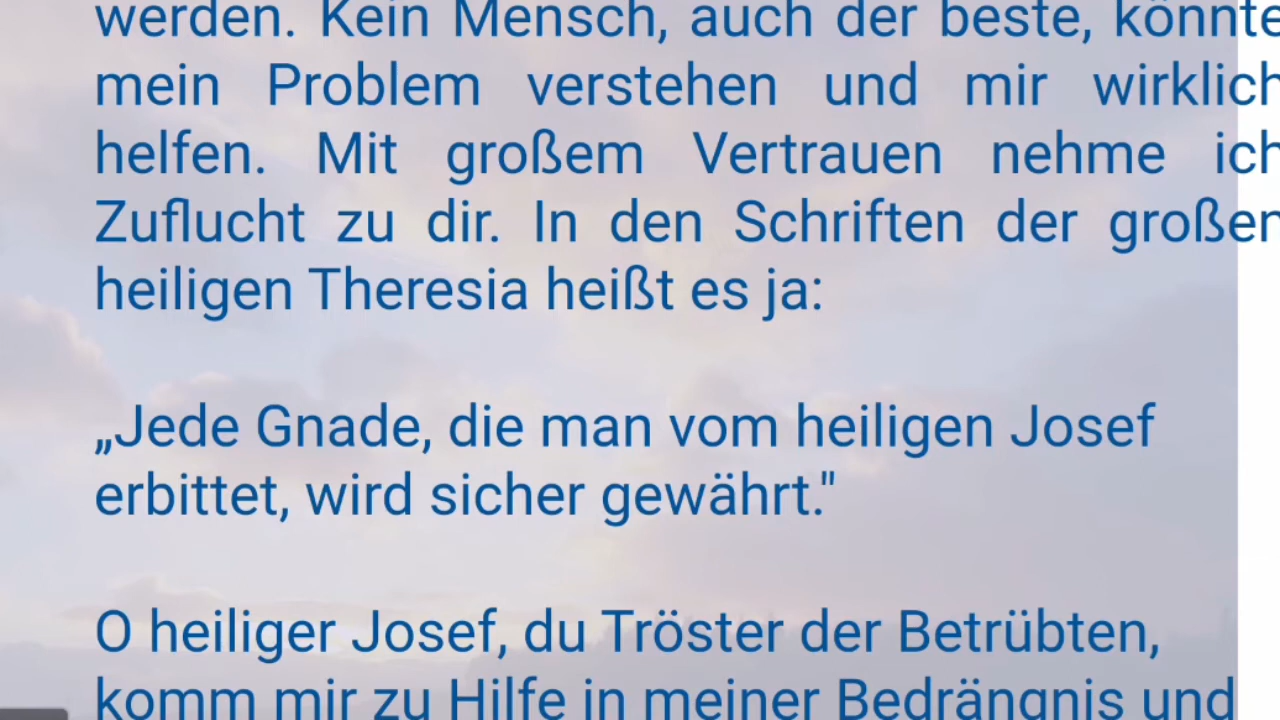 werden. Kein Mensch, auch der beste, könnte
mein Problem verstehen und mir wirklich
helfen. Mit großem Vertrauen nehme ich
Zuflucht zu dir. In den Schriften der großen
heiligen Theresia heißt es ja:
„Jede Gnade, die man vom heiligen Josef
erbittet, wird sicher gewährt."
O heiliger Josef, du Tröster der Betrübten,
komm mir zu Hilfe in meiner Bedrängnis und